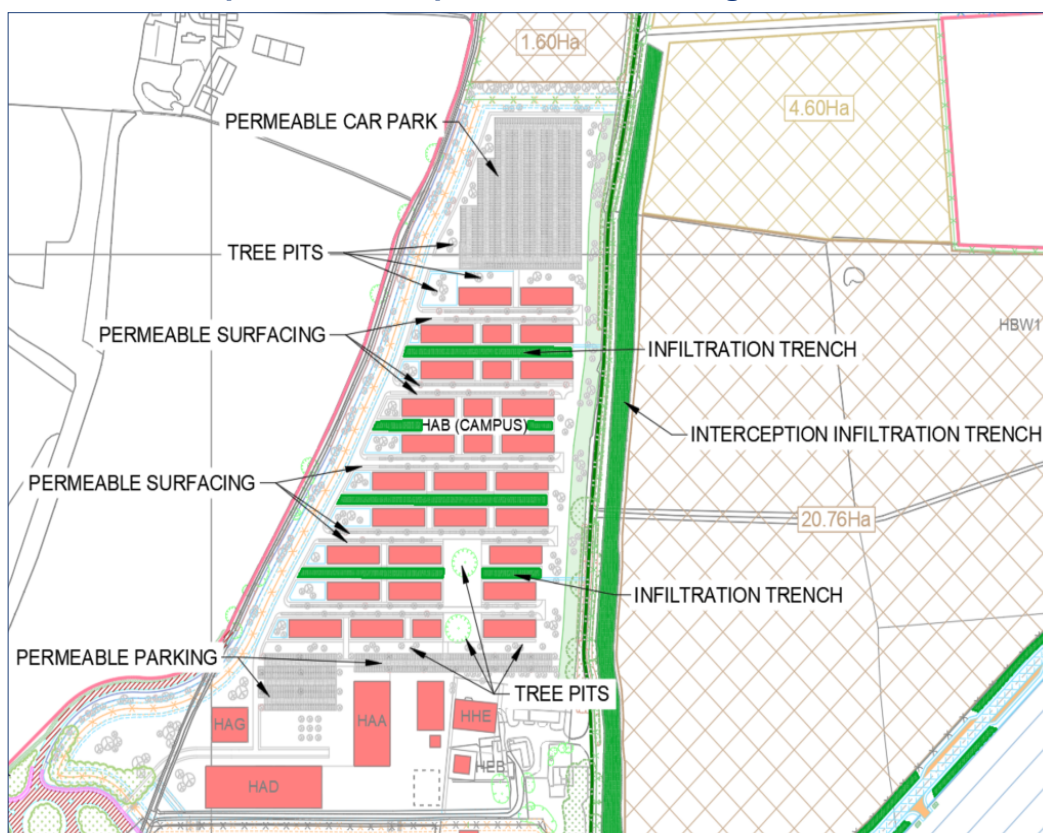 1.60Ha
4.60Ha
PERMEABLE CAR PARK
TREE PITS
PERMEABLE SURFACING
INFILTRATION TRENCH
HBW1
HAB (CAMPUS)
INTERCEPTION INFILTRATION TRENCH
PERMEABLE SURFACING
20.76Ha
INFILTRATION TRENCH
PERMEABLE PARKING
TREE PITS
HAG
HAA
HHE
HEB
HAD